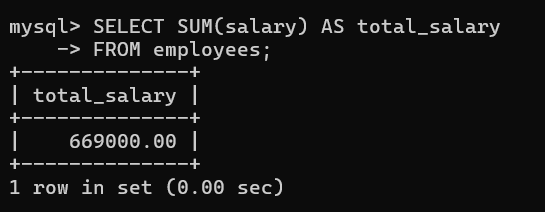 mysql> SELECT SUM(salary) AS total_salary
    -> FROM employees;
+--------------+
| total_salary |
+--------------+
|    669000.00 |
+--------------+
1 row in set (0.00 sec)